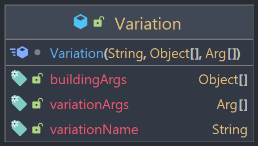 Variation
Variation(String, Object[], Arg[])
buildingArgs Object[]
variationArgs Arg[]
variationName String